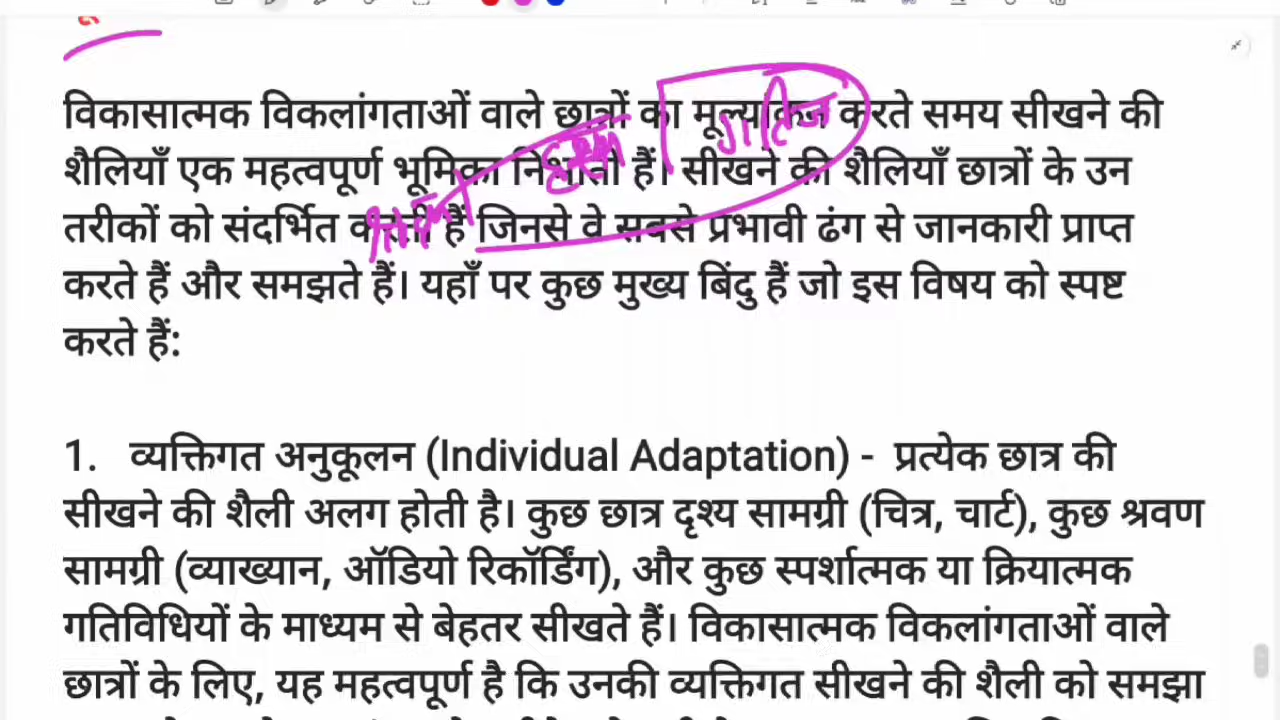 विकासात्मक विकलांगताओं वाले छात्रों का मूल्यांकन करते समय सीखने की
शैलियाँ एक महत्वपूर्ण भूमिका निभाती हैं। सीखने की शैलियाँ छात्रों के उन
तरीकों को संदर्भित करती हैं जिनसे वे सबसे प्रभावी ढंग से जानकारी प्राप्त
करते हैं और समझते हैं। यहाँ पर कुछ मुख्य बिंदु हैं जो इस विषय को स्पष्ट
करते हैं:
1. व्यक्तिगत अनुकूलन (Individual Adaptation) - प्रत्येक छात्र की
सीखने की शैली अलग होती है। कुछ छात्र दृश्य सामग्री (चित्र, चार्ट), कुछ श्रवण
सामग्री (व्याख्यान, ऑडियो रिकॉर्डिंग), और कुछ स्पर्शात्मक या क्रियात्मक
गतिविधियों के माध्यम से बेहतर सीखते हैं। विकासात्मक विकलांगताओं वाले
छात्रों के लिए, यह महत्वपूर्ण है कि उनकी व्यक्तिगत सीखने की शैली को समझा